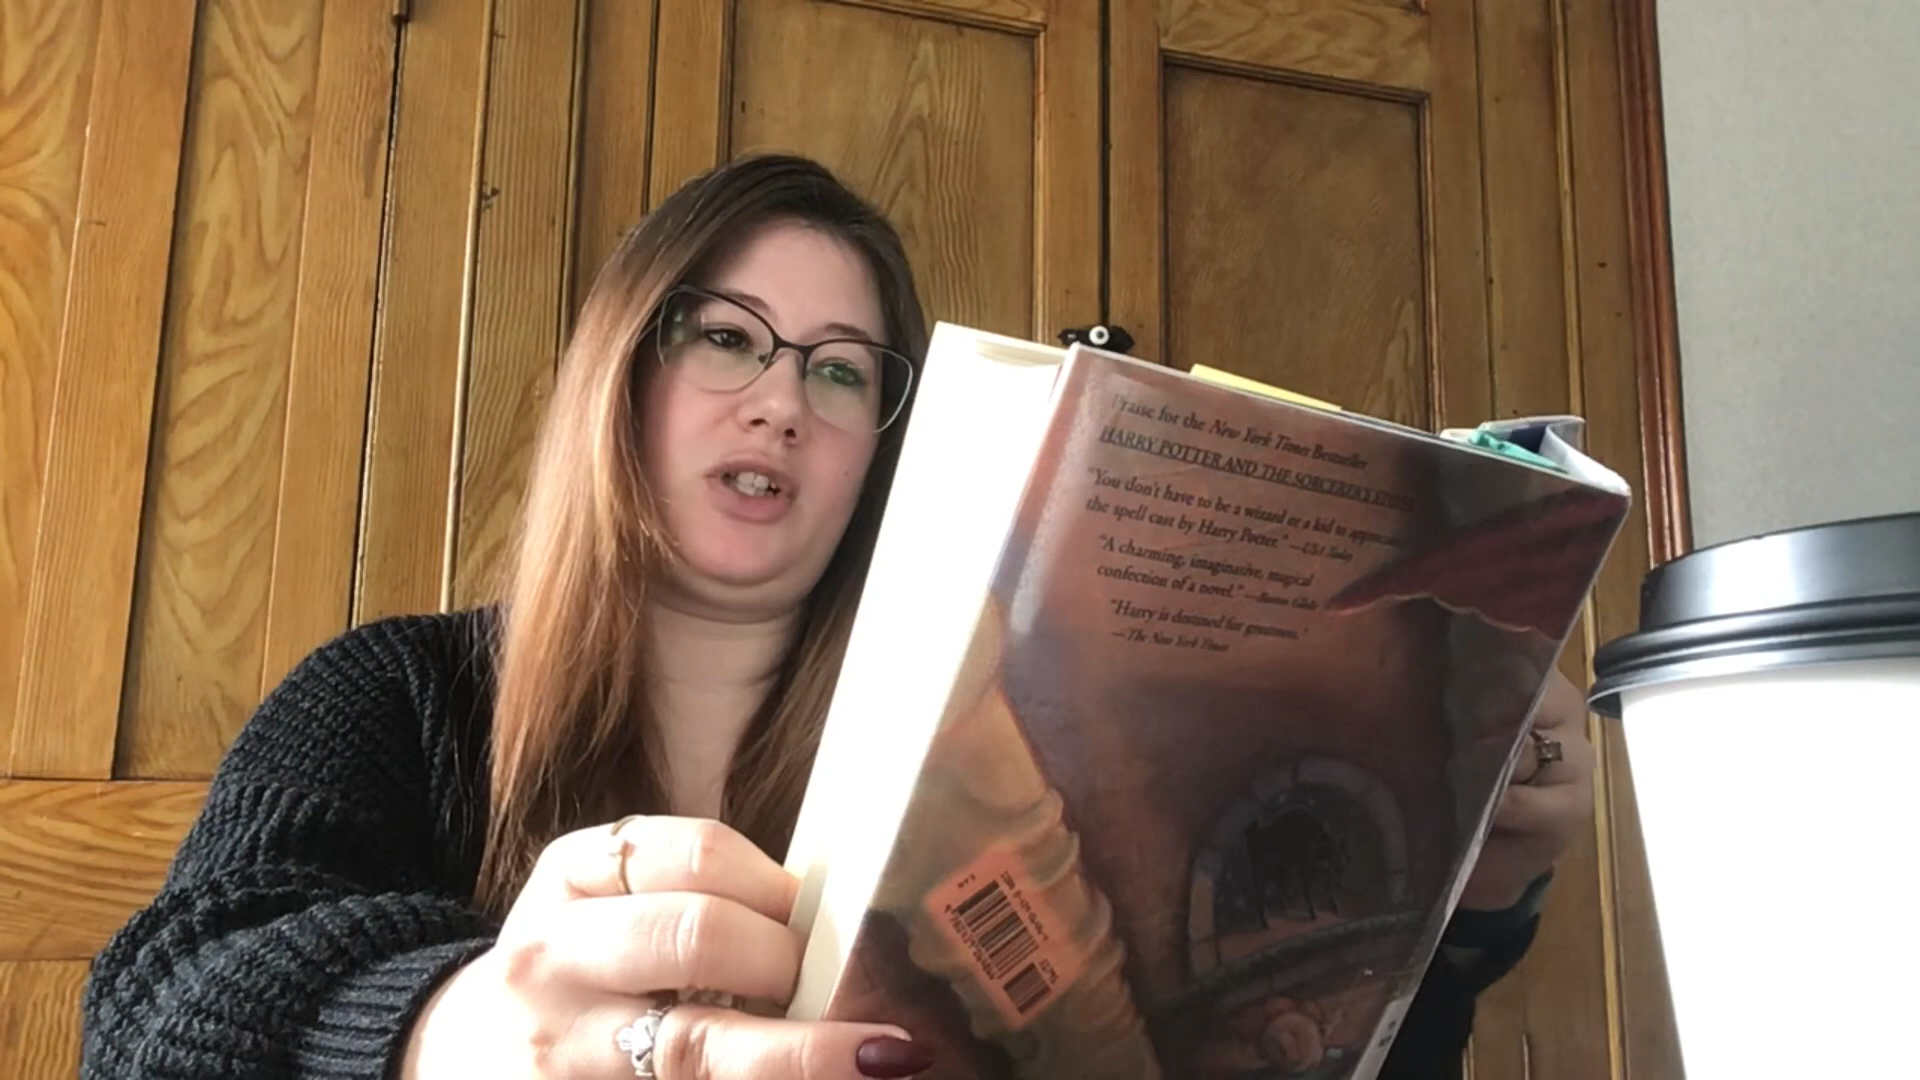 Praise for the New York Times Bestseller
HARRY POTTER AND THE SORCERER'S STONE
"You don't have to be a wizard or a kid to appreciate
the spell cast by Harry Potter." —USA Today
"A charming, imaginative, magical
confection of a novel." —Boston Globe
"Harry is destined for greatness."
—The New York Times